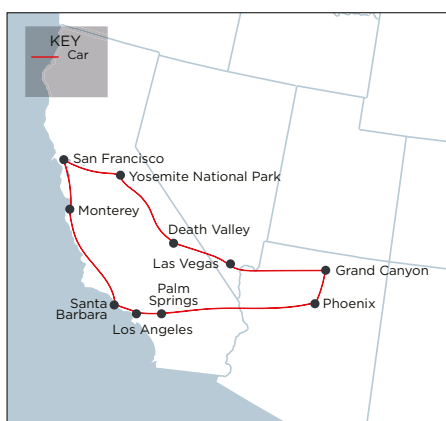 KEY
Car
San Francisco
Yosemite National Park
Monterey
Death Valley
Las Vegas
Grand Canyon
Palm
Springs
Phoenix
Santa
Barbara
Los Angeles